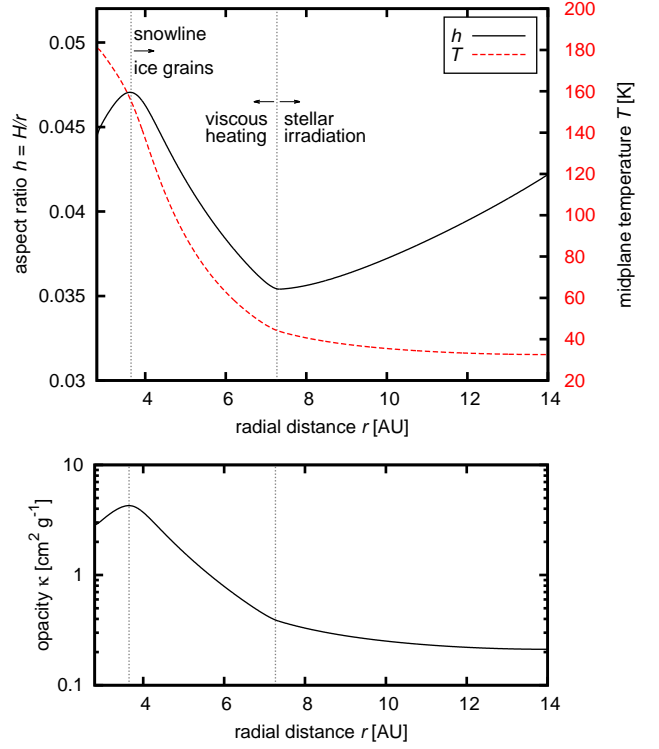 0.05
0.045
0.04
0.035
0.03
aspect ratio h = H/r
snowline
ice grains
viscous
heating
stellar
irradiation
h
T
200
180
160
140
120
100
80
60
40
20
midplane temperature T [K]
4 6 8 10 12 14
radial distance r [AU]
10
1
0.1
opacity κ [cm² g⁻¹]
4 6 8 10 12 14
radial distance r [AU]